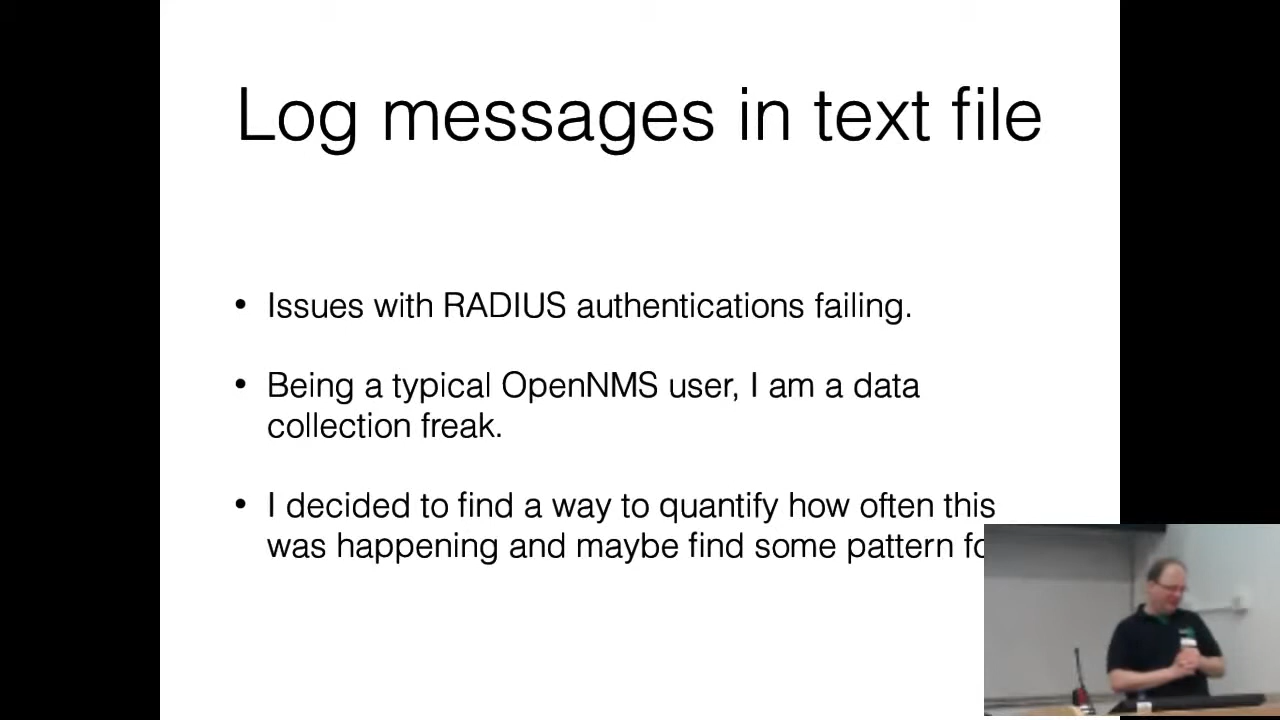 Log messages in text file
• Issues with RADIUS authentications failing.
• Being a typical OpenNMS user, I am a data
collection freak.
• I decided to find a way to quantify how often this
was happening and maybe find some pattern